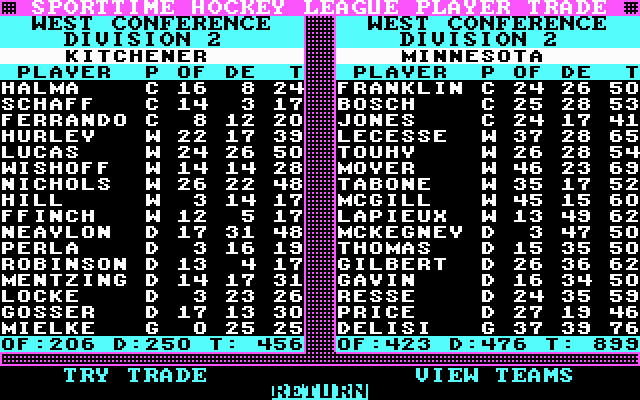 SPORTTIME HOCKEY LEAGUE PLAYER TRADE
WEST CONFERENCE
DIVISION 2
KITCHENER
PLAYER P OF DE T
HALMA C 16 8 24
SCHAFF C 14 3 17
FERRANDO C 8 12 20
HURLEY W 22 17 39
LUCAS W 24 26 50
WISHOFF W 14 14 28
NICHOLS W 26 22 48
HILL W 3 14 17
FFINCH W 12 5 17
NEAYLON D 17 31 48
PERLA D 3 16 19
ROBINSON D 13 4 17
MENTZING D 14 17 31
LOCKE D 3 23 26
GOSSER D 17 13 30
MIELKE G 0 25 25
OF:206 D:250 T: 456
WEST CONFERENCE
DIVISION 2
MINNESOTA
PLAYER P OF DE T
FRANKLIN C 24 26 50
BOSCH C 25 28 53
JONES C 24 17 41
LECESSE W 37 28 65
TOUHY W 26 28 54
MOYER W 46 23 69
TABONE W 35 17 52
MCGILL W 45 15 60
LAPIEUX W 13 49 62
MCKEGNEY D 3 47 50
THOMAS D 15 35 50
GILBERT D 26 36 62
GAVIN D 16 34 50
RESSE D 24 35 59
PRICE D 27 19 46
DELISI G 37 39 76
OF:423 D:476 T: 899
TRY TRADE
VIEW TEAMS
RETURN